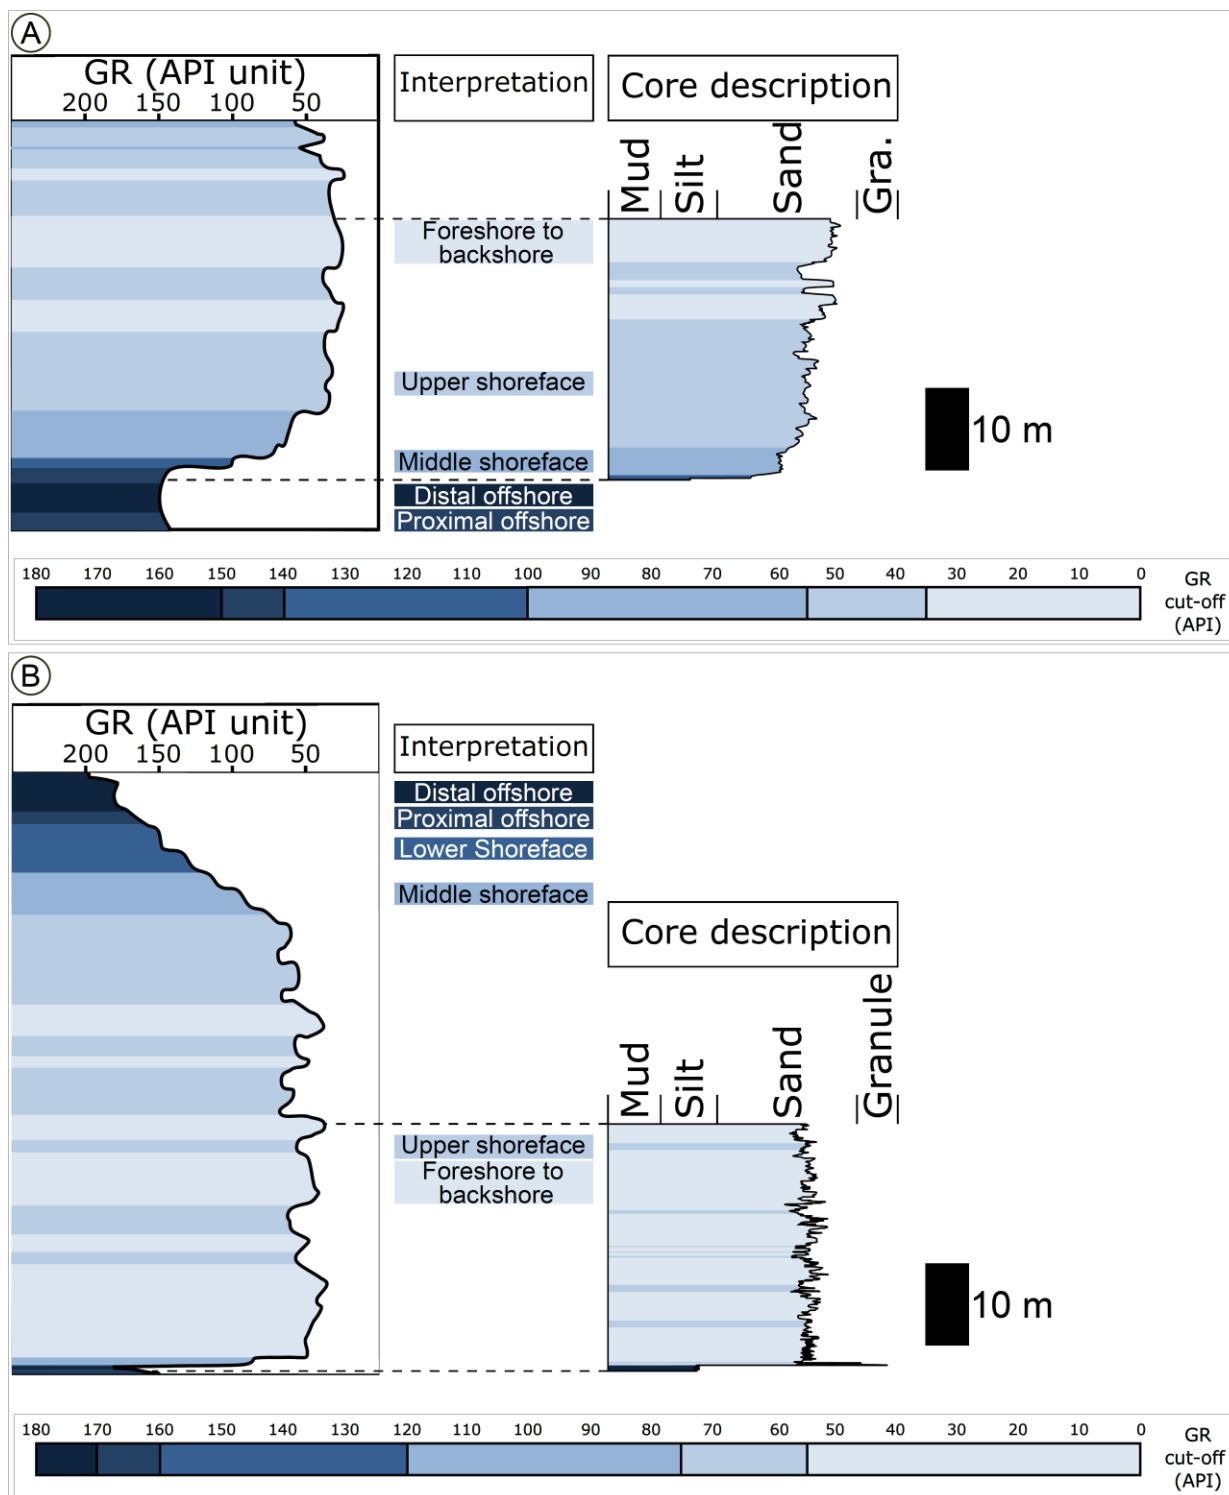 A
GR (API unit)
200 150 100 50
Interpretation
Core description
Mud
Silt
Sand
Gra.
Foreshore to
backshore
Upper shoreface
Middle shoreface
Distal offshore
Proximal offshore
10 m
180 170 160 150 140 130 120 110 100 90 80 70 60 50 40 30 20 10 0
GR
cut-off
(API)
B
GR (API unit)
200 150 100 50
Interpretation
Distal offshore
Proximal offshore
Lower Shoreface
Middle shoreface
Core description
Mud
Silt
Sand
Granule
Upper shoreface
Foreshore to
backshore
10 m
180 170 160 150 140 130 120 110 100 90 80 70 60 50 40 30 20 10 0
GR
cut-off
(API)